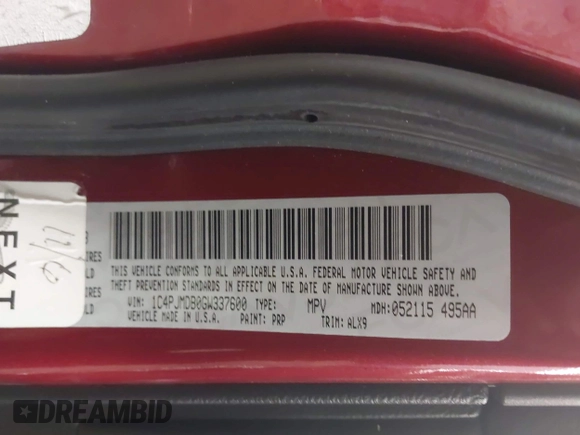 THIS VEHICLE CONFORMS TO ALL APPLICABLE U.S.A. FEDERAL MOTOR VEHICLE SAFETY AND
THEFT PREVENTION STANDARDS IN EFFECT ON THE DATE OF MANUFACTURE SHOWN ABOVE.
VIN: 1C4PJMDB0GW337600 TYPE: MPV MDH:052115 495AA
VEHICLE MADE IN U.S.A. PAINT: PRP TRIM: ALX9
NEXT
DREAMBID